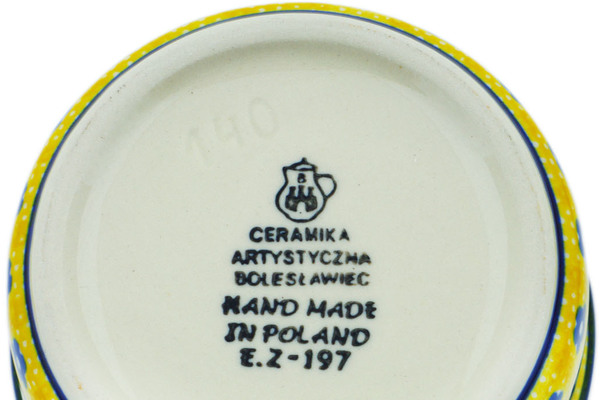 140
B
CERAMIKA
ARTYSTYCZNA
BOLESŁAWIEC
HAND MADE
IN POLAND
E.Z-197